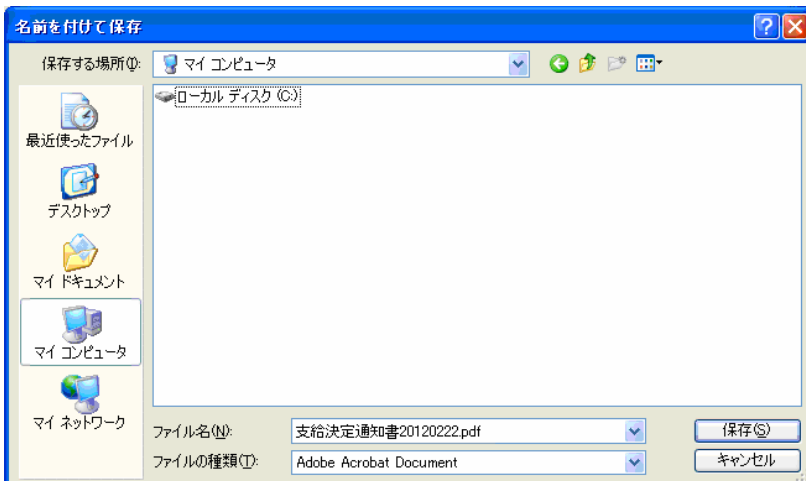 名前を付けて保存
保存する場所(I):
マイ コンピュータ
ローカル ディスク (C:)
最近使ったファイル
デスクトップ
マイ ドキュメント
マイ コンピュータ
マイ ネットワーク
ファイル名(N):
支給決定通知書20120222.pdf
保存(S)
ファイルの種類(T):
Adobe Acrobat Document
キャンセル